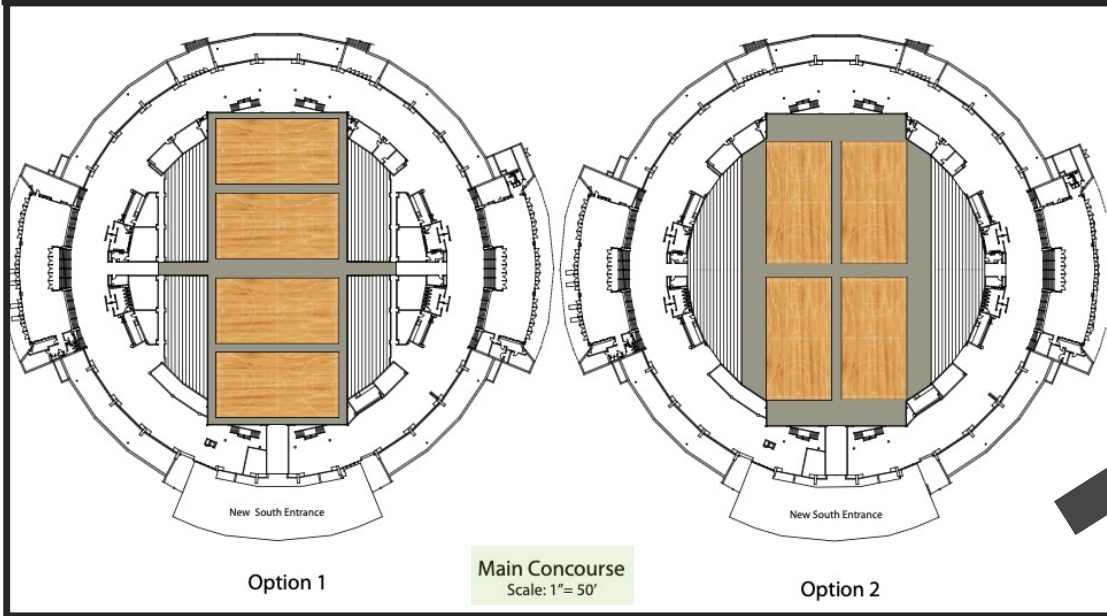 New South Entrance
New South Entrance
Option 1
Main Concourse
Scale: 1”= 50’
Option 2